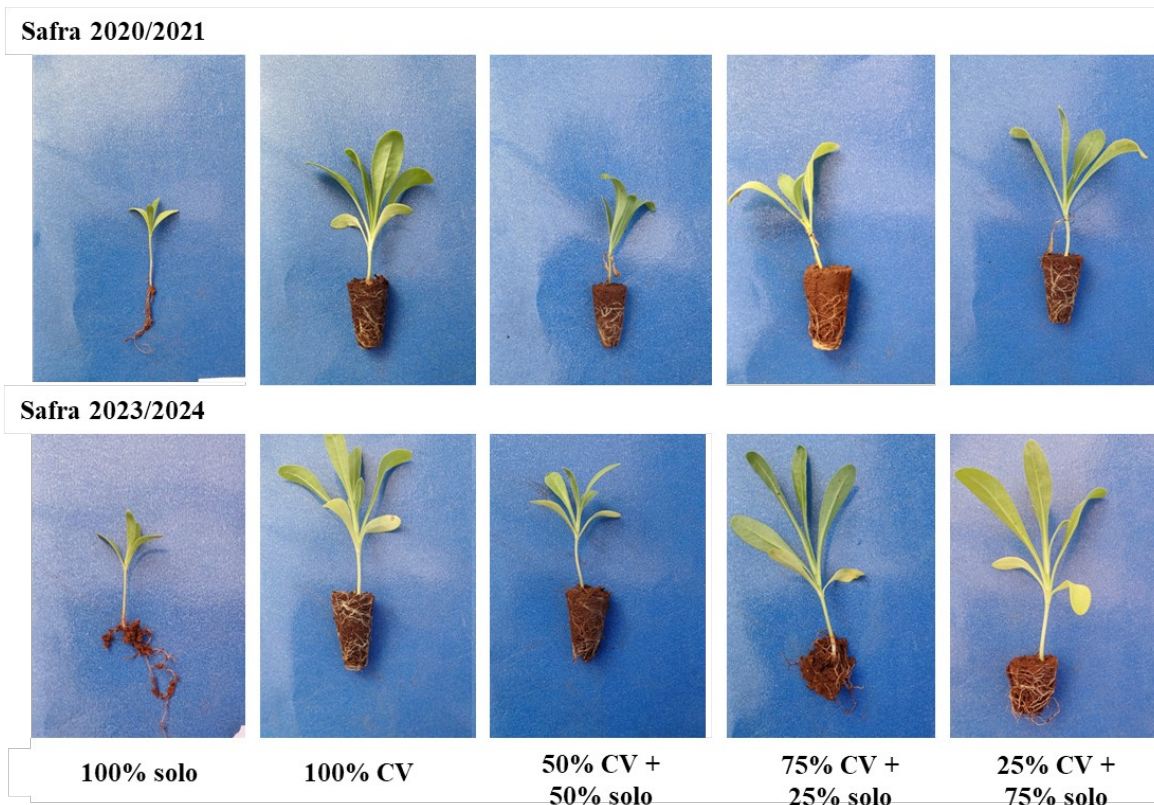 Safra 2020/2021
Safra 2023/2024
100% solo
100% CV
50% CV +
50% solo
75% CV +
25% solo
25% CV +
75% solo